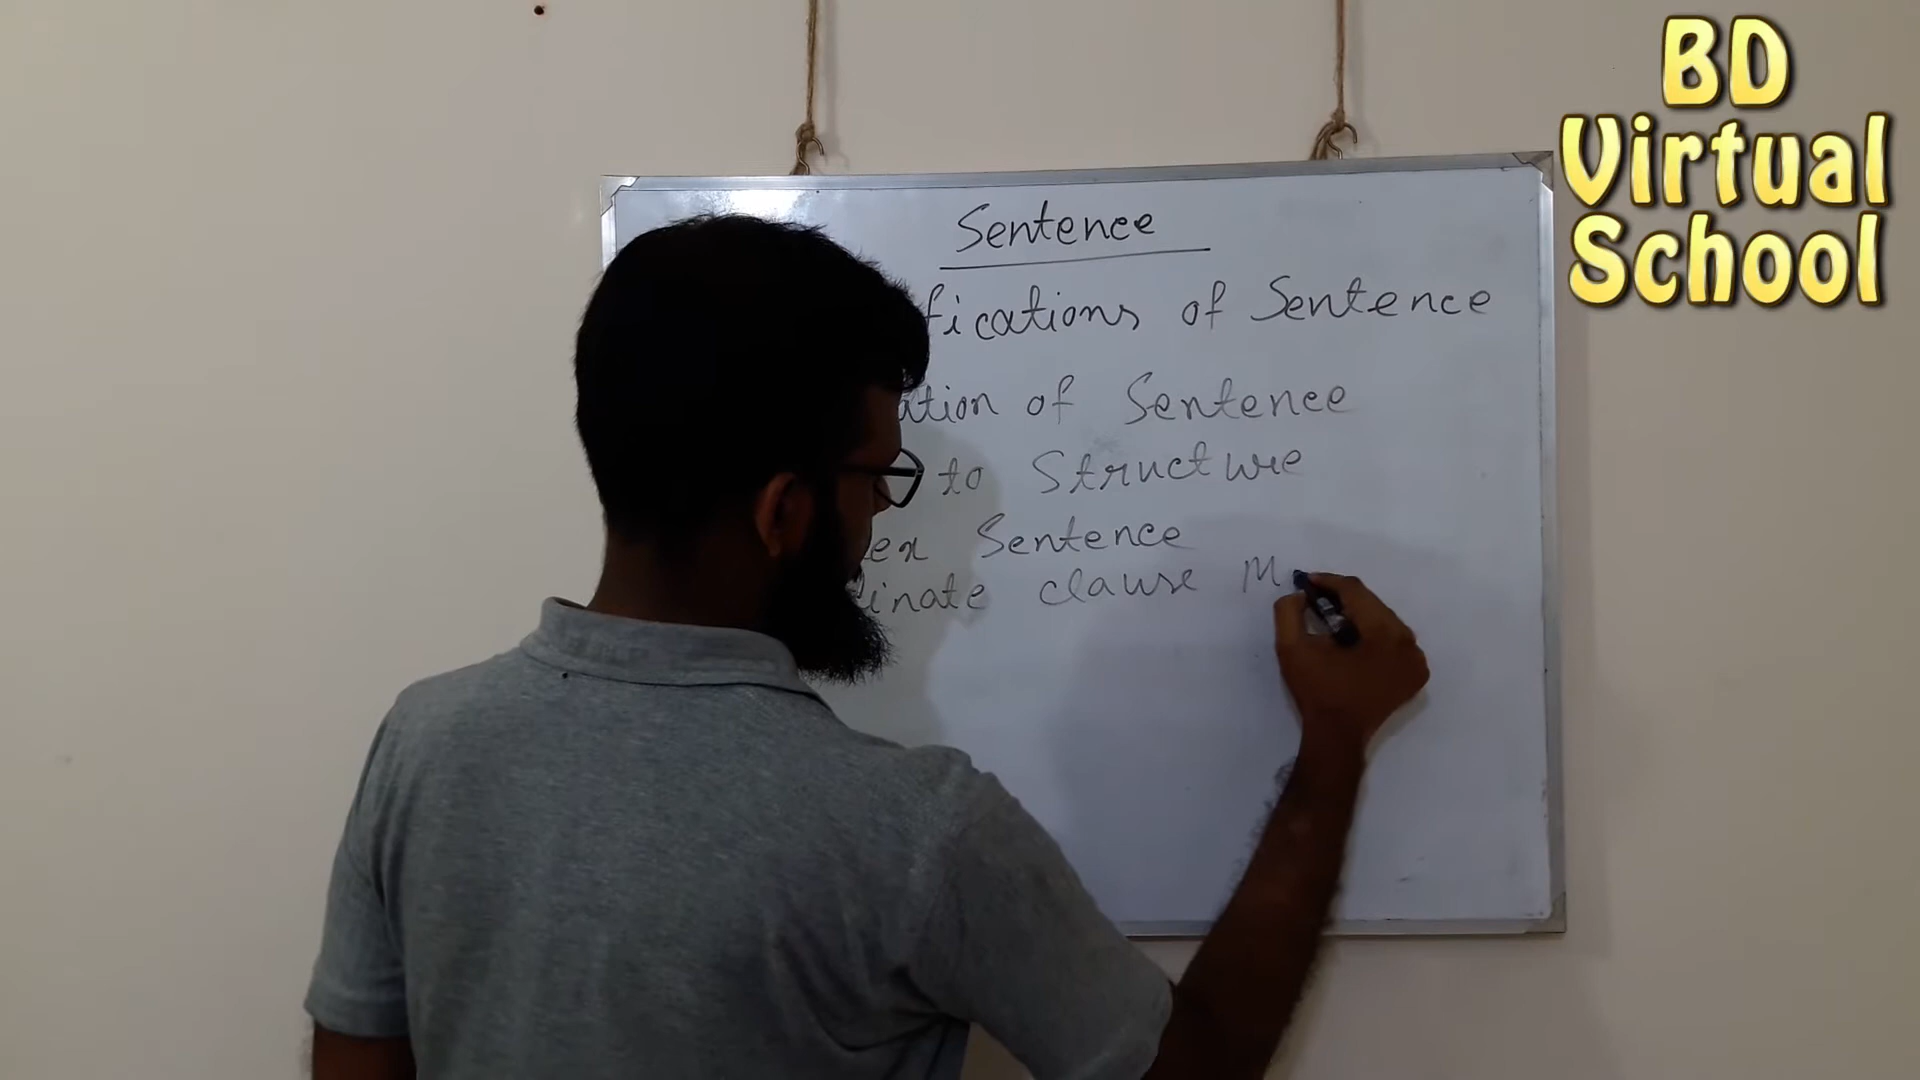 Sentence
fications of Sentence
ation of Sentence
to Structure
ex Sentence
inate clause M
BD
Virtual
School